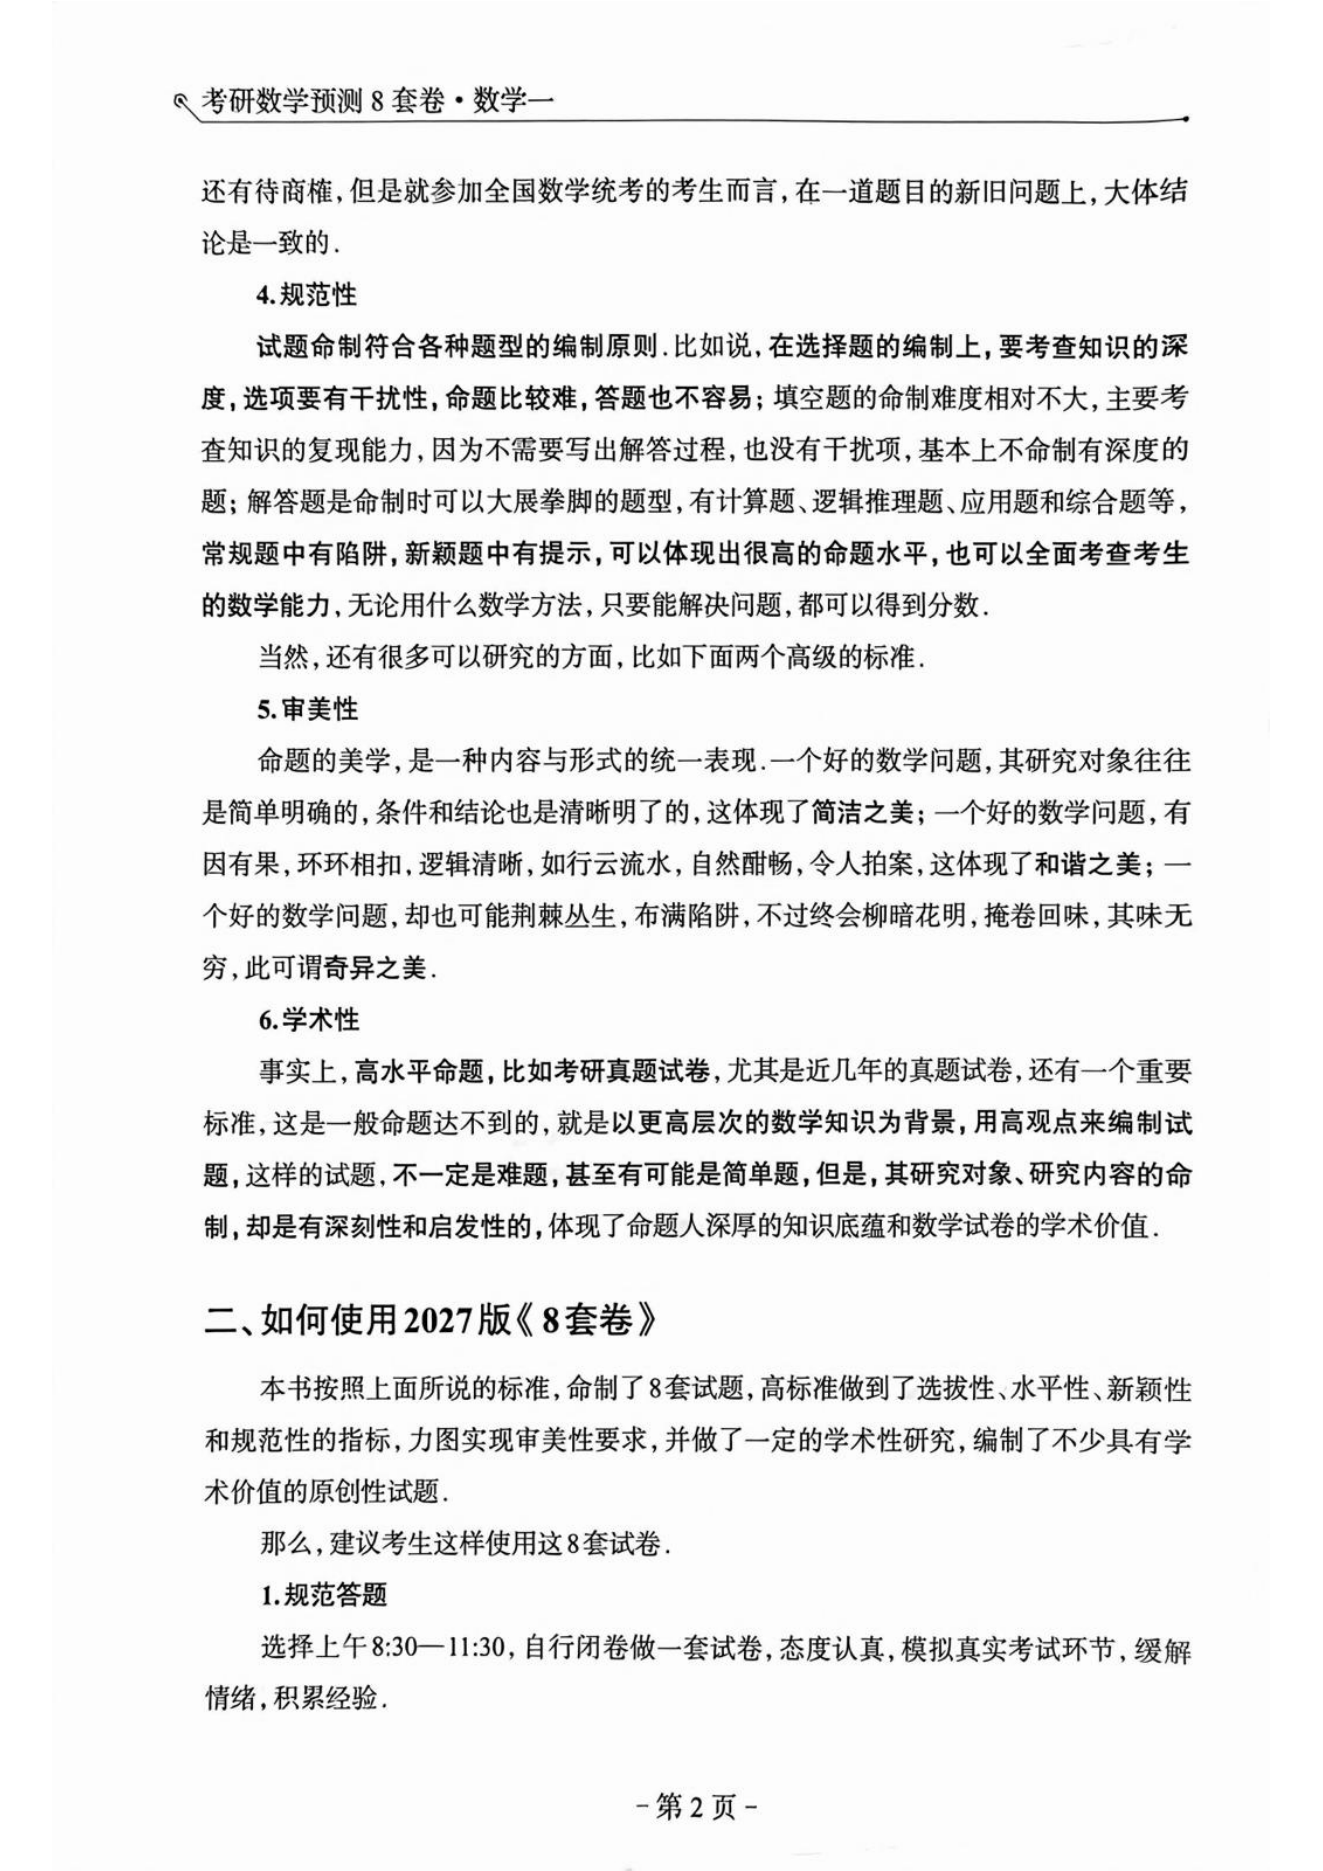 考研数学预测8套卷·数学一
还有待商榷,但是就参加全国数学统考的考生而言,在一道题目的新旧问题上,大体结
论是一致的.
4.规范性
试题命制符合各种题型的编制原则.比如说,在选择题的编制上,要考查知识的深
度,选项要有干扰性,命题比较难,答题也不容易;填空题的命制难度相对不大,主要考
查知识的复现能力,因为不需要写出解答过程,也没有干扰项,基本上不命制有深度的
题;解答题是命制时可以大展拳脚的题型,有计算题、逻辑推理题、应用题和综合题等,
常规题中有陷阱,新颖题中有提示,可以体现出很高的命题水平,也可以全面考查考生
的数学能力,无论用什么数学方法,只要能解决问题,都可以得到分数.
当然,还有很多可以研究的方面,比如下面两个高级的标准.
5.审美性
命题的美学,是一种内容与形式的统一表现.一个好的数学问题,其研究对象往往
是简单明确的,条件和结论也是清晰明了的,这体现了简洁之美;一个好的数学问题,有
因有果,环环相扣,逻辑清晰,如行云流水,自然酣畅,令人拍案,这体现了和谐之美;一
个好的数学问题,却也可能荆棘丛生,布满陷阱,不过终会柳暗花明,掩卷回味,其味无
穷,此可谓奇异之美.
6.学术性
事实上,高水平命题,比如考研真题试卷,尤其是近几年的真题试卷,还有一个重要
标准,这是一般命题达不到的,就是以更高层次的数学知识为背景,用高观点来编制试
题,这样的试题,不一定是难题,甚至有可能是简单题,但是,其研究对象、研究内容的命
制,却是有深刻性和启发性的,体现了命题人深厚的知识底蕴和数学试卷的学术价值.
二、如何使用2027版《8套卷》
本书按照上面所说的标准,命制了8套试题,高标准做到了选拔性、水平性、新颖性
和规范性的指标,力图实现审美性要求,并做了一定的学术性研究,编制了不少具有学
术价值的原创性试题.
那么,建议考生这样使用这8套试卷.
1.规范答题
选择上午8:30—11:30,自行闭卷做一套试卷,态度认真,模拟真实考试环节,缓解
情绪,积累经验.
-第2页-